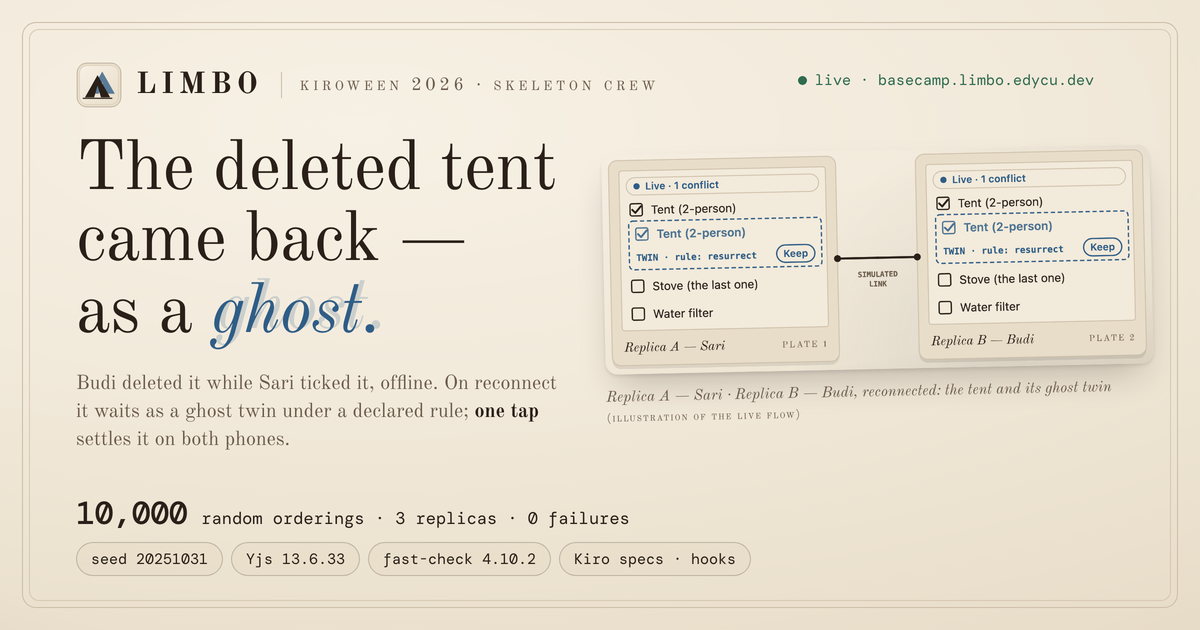 LIMBO
KIROWEEN 2026 · SKELETON CREW
live · basecamp.limbo.edycu.dev
The deleted tent
came back —
as a ghost.
Budi deleted it while Sari ticked it, offline. On reconnect
it waits as a ghost twin under a declared rule; one tap
settles it on both phones.
Live · 1 conflict
Tent (2-person)
Tent (2-person)
TWIN · rule: resurrect
Keep
Stove (the last one)
Water filter
Replica A — Sari
PLATE 1
SIMULATED
LINK
Live · 1 conflict
Tent (2-person)
Tent (2-person)
TWIN · rule: resurrect
Keep
Stove (the last one)
Water filter
Replica B — Budi
PLATE 2
Replica A — Sari · Replica B — Budi, reconnected: the tent and its ghost twin
(ILLUSTRATION OF THE LIVE FLOW)
10,000 random orderings · 3 replicas · 0 failures
seed 20251031
Yjs 13.6.33
fast-check 4.10.2
Kiro specs · hooks